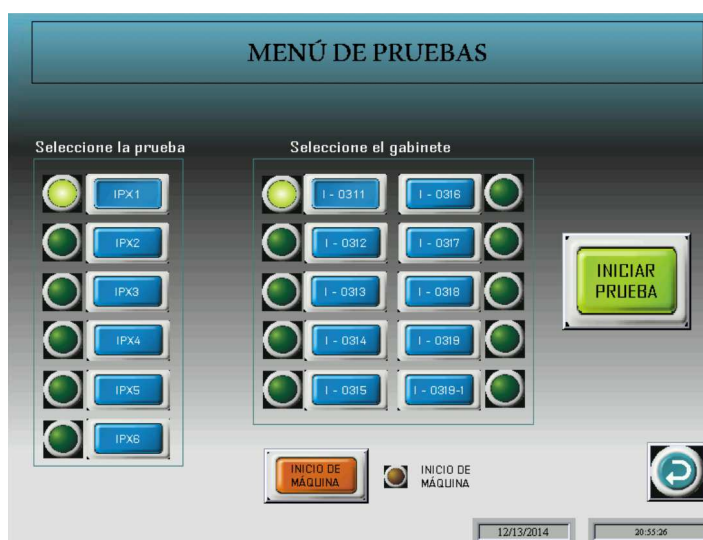 MENÚ DE PRUEBAS
Seleccione la prueba
IPX1
IPX2
IPX3
IPX4
IPX5
IPX6
Seleccione el gabinete
I - 0311
I - 0316
I - 0312
I - 0317
I - 0313
I - 0318
I - 0314
I - 0319
I - 0315
I - 0319-1
INICIAR
PRUEBA
INICIO DE
MÁQUINA
INICIO DE
MÁQUINA
12/13/2014
20:55:26